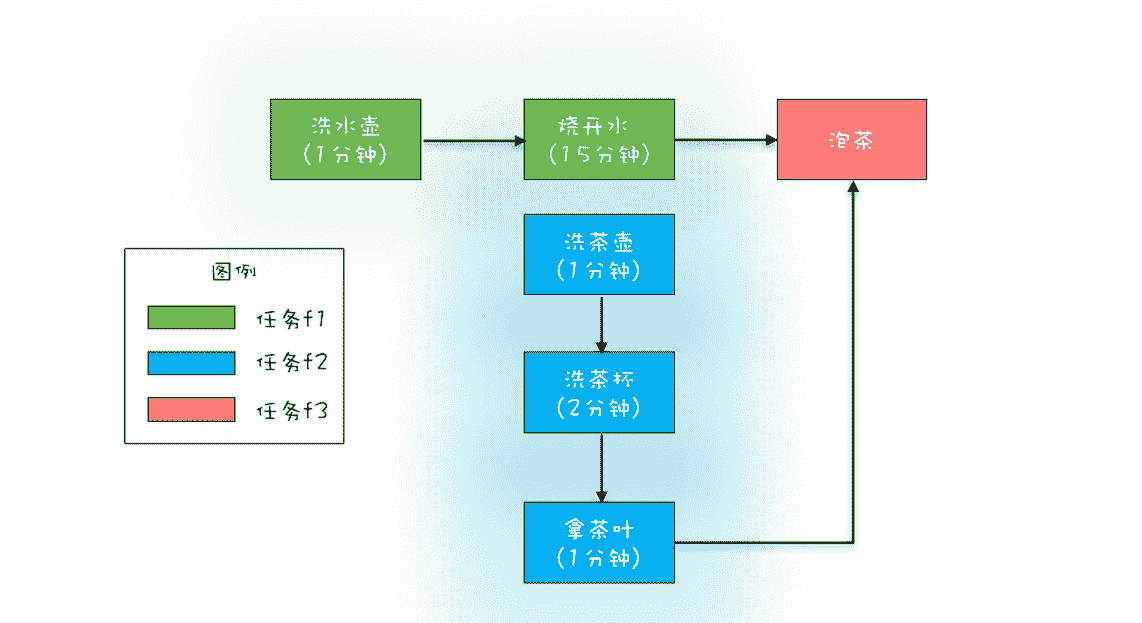 洗水壶
(1分钟)
烧开水
(15分钟)
泡茶
洗茶壶
(1分钟)
图例
任务f1
任务f2
任务f3
洗茶杯
(2分钟)
拿茶叶
(1分钟)